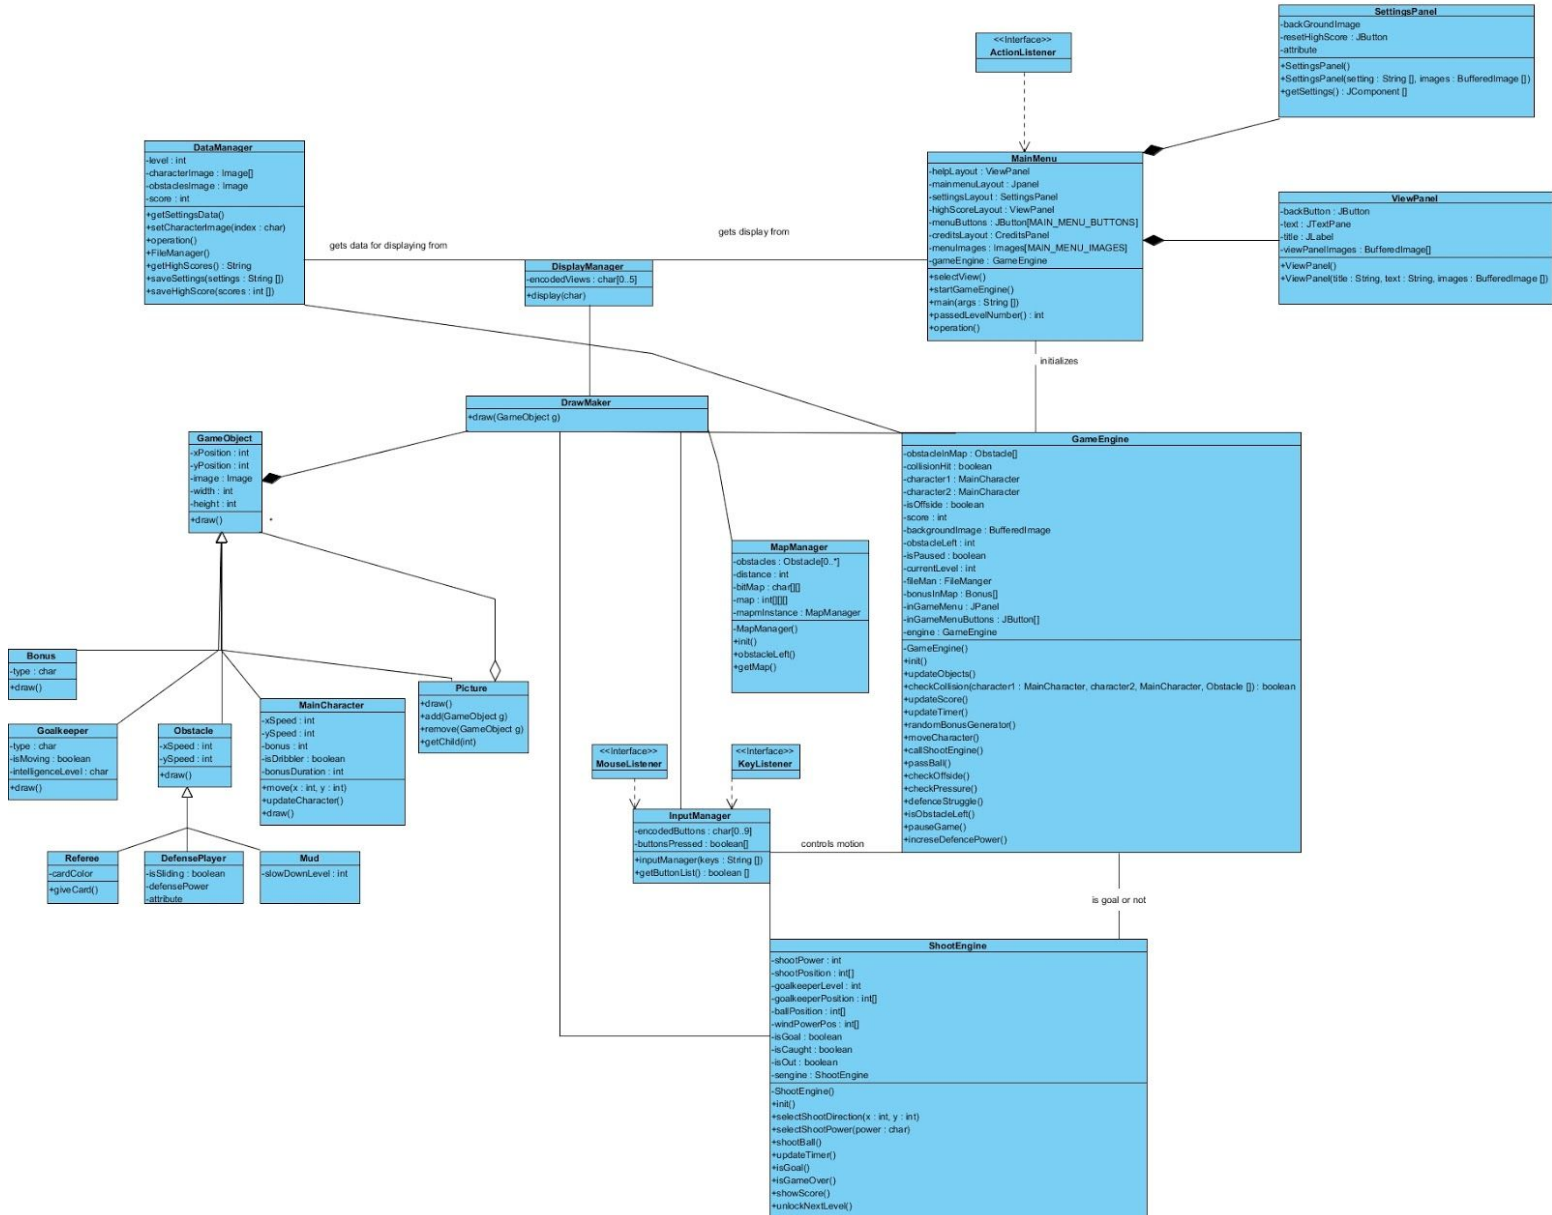 SettingsPanel
-backGroundImage
-resetHighScore : JButton
-attribute
+SettingsPanel()
+SettingsPanel(setting : String [], images : BufferedImage [])
+getSettings() : JComponent []
<<Interface>>
ActionListener
DataManager
-level : int
-characterImage : Image[]
-obstaclesImage : Image
-score : int
+getSettingsData()
+setCharacterImage(index : char)
+operation()
+FileManager()
+getHighScores() : String
+saveSettings(settings : String [])
+saveHighScore(scores : int [])
gets data for displaying from
gets display from
MainMenu
-helpLayout : ViewPanel
-mainmenuLayout : Jpanel
-settingsLayout : SettingsPanel
-highScoreLayout : ViewPanel
-menuButtons : JButton[MAIN_MENU_BUTTONS]
-creditsLayout : CreditsPanel
-menuImages : Images[MAIN_MENU_IMAGES]
-gameEngine : GameEngine
+selectView()
+startGameEngine()
+main(args : String [])
+passedLevelNumber() : int
+operation()
ViewPanel
-backButton : JButton
-text : JTextPane
-title : JLabel
-viewPanelImages : BufferedImage[]
+ViewPanel()
+ViewPanel(title : String, text : String, images : BufferedImage [])
DisplayManager
-encodedViews : char[0..5]
+display(char)
initializes
DrawMaker
+draw(GameObject g)
GameObject
-xPosition : int
-yPosition : int
-image : Image
-width : int
-height : int
+draw()
*
GameEngine
-obstacleInMap : Obstacle[]
-collisionHit : boolean
-character1 : MainCharacter
-character2 : MainCharacter
-isOffside : boolean
-score : int
-backgroundImage : BufferedImage
-obstacleLeft : int
-isPaused : boolean
-currentLevel : int
-fileMan : FileManger
-bonusInMap : Bonus[]
-inGameMenu : JPanel
-inGameMenuButtons : JButton[]
-engine : GameEngine
-GameEngine()
+init()
+updateObjects()
+checkCollision(character1 : MainCharacter, character2, MainCharacter, Obstacle []) : boolean
+updateScore()
+updateTimer()
+randomBonusGenerator()
+moveCharacter()
+callShootEngine()
+passBall()
+checkOffside()
+checkPressure()
+defenceStruggle()
+isObstacleLeft()
+pauseGame()
+increseDefencePower()
MapManager
-obstacles : Obstacle[0..*]
-distance : int
-bitMap : char[][]
-map : int[][][]
-mapmInstance : MapManager
-MapManager()
+init()
+obstacleLeft()
+getMap()
Bonus
-type : char
+draw()
Goalkeeper
-type : char
-isMoving : boolean
-intelligenceLevel : char
+draw()
Obstacle
-xSpeed : int
-ySpeed : int
+draw()
MainCharacter
-xSpeed : int
-ySpeed : int
-bonus : int
-isDribbler : boolean
-bonusDuration : int
+move(x : int, y : int)
+updateCharacter()
+draw()
Picture
+draw()
+add(GameObject g)
+remove(GameObject g)
+getChild(int)
<<Interface>>
MouseListener
<<Interface>>
KeyListener
InputManager
-encodedButtons : char[0..9]
-buttonsPressed : boolean[]
+inputManager(keys : String [])
+getButtonList() : boolean []
controls motion
Referee
-cardColor
+giveCard()
DefensePlayer
-isSliding : boolean
-defensePower
-attribute
Mud
-slowDownLevel : int
is goal or not
ShootEngine
-shootPower : int
-shootPosition : int[]
-goalkeeperLevel : int
-goalkeeperPosition : int[]
-ballPosition : int[]
-windPowerPos : int[]
-isGoal : boolean
-isCaught : boolean
-isOut : boolean
-sengine : ShootEngine
-ShootEngine()
+init()
+selectShootDirection(x : int, y : int)
+selectShootPower(power : char)
+shootBall()
+updateTimer()
+isGoal()
+isGameOver()
+showScore()
+unlockNextLevel()